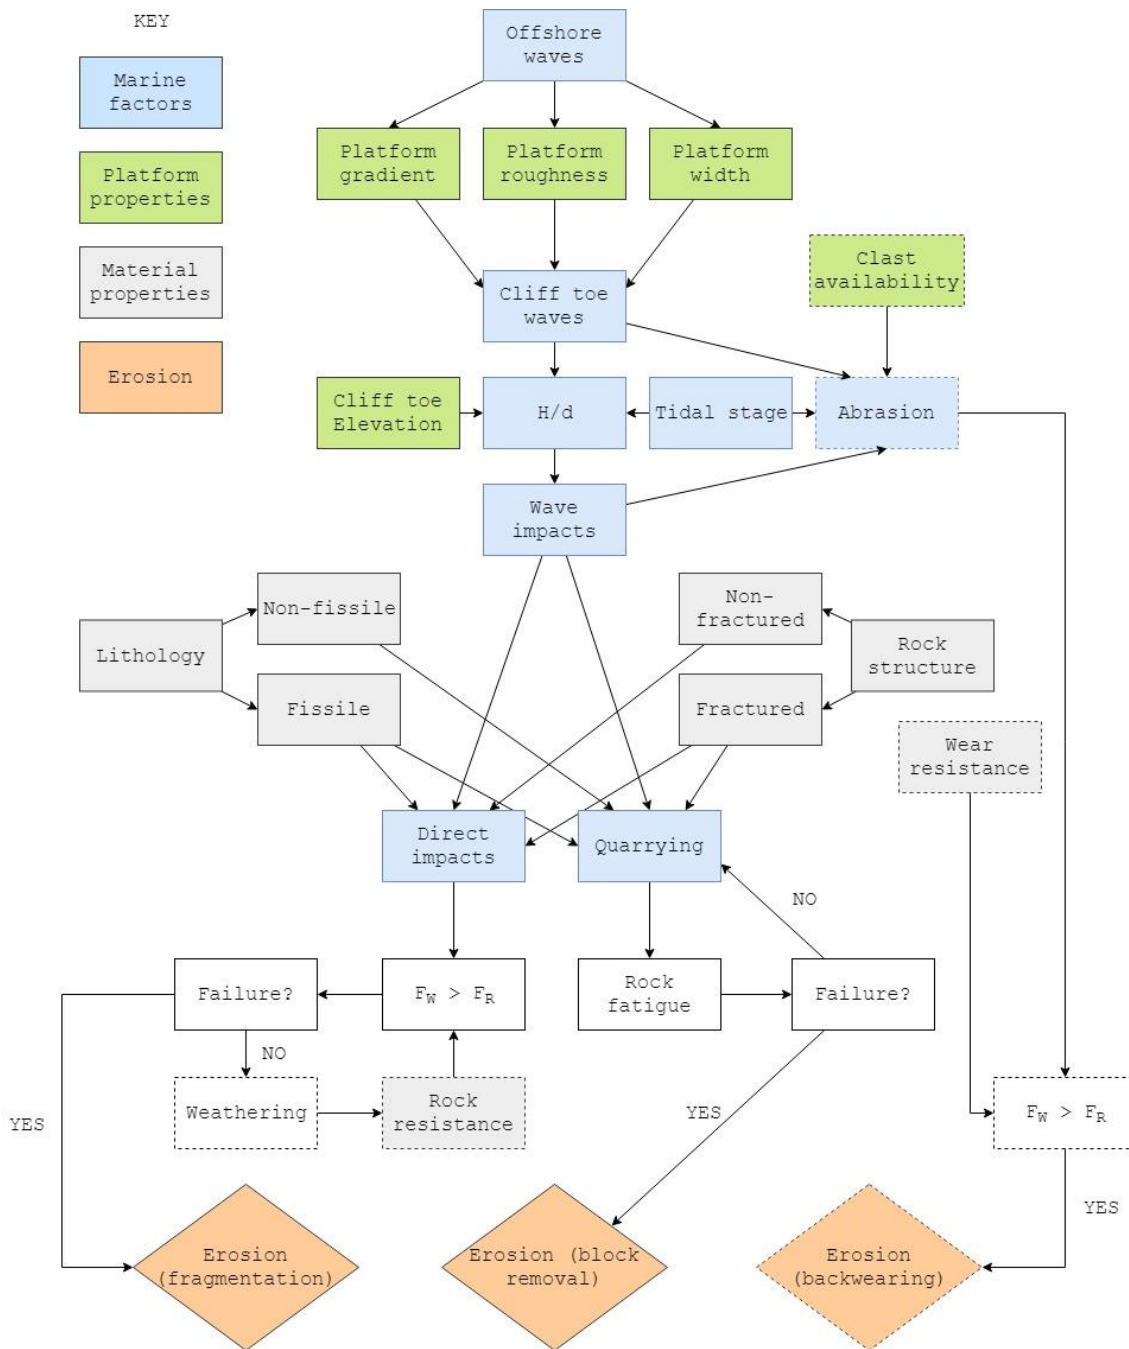 KEY
Marine
factors
Platform
properties
Material
properties
Erosion
Offshore
waves
Platform
gradient
Platform
roughness
Platform
width
Clast
availability
Cliff toe
waves
Cliff toe
Elevation
H/d
Tidal stage
Abrasion
Wave
impacts
Non-fissile
Non-
fractured
Lithology
Rock
structure
Fissile
Fractured
Wear
resistance
Direct
impacts
Quarrying
NO
Failure?
F_W > F_R
Rock
fatigue
Failure?
NO
Weathering
Rock
resistance
YES
YES
F_W > F_R
YES
Erosion
(fragmentation)
Erosion (block
removal)
Erosion
(backwearing)